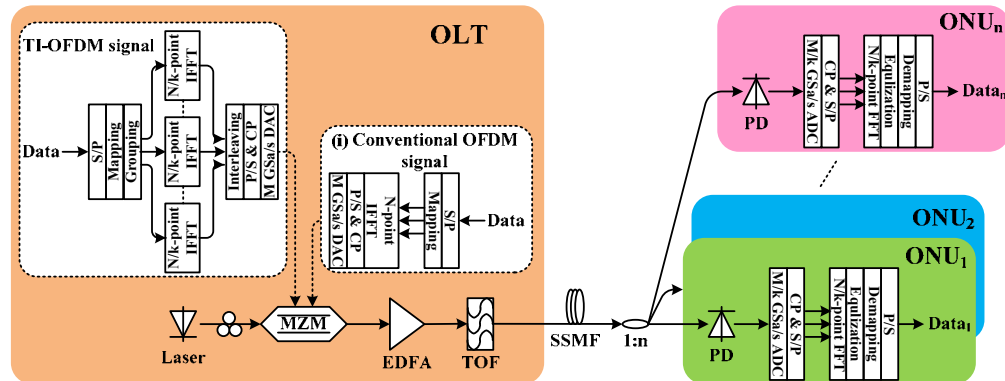 OLT
TI-OFDM signal
Data
S/P
Mapping
Grouping
N/k-point
IFFT
N/k-point
IFFT
N/k-point
IFFT
Interleaving
P/S & CP
M GSa/s DAC
(i) Conventional OFDM
signal
M GSa/s DAC
P/S & CP
IFFT
N-point
Mapping
S/P
Data
Laser
MZM
EDFA
TOF
SSMF
1:n
ONUn
PD
M/k GSa/s ADC
CP & S/P
N/k-point FFT
Equlization
Demapping
P/S
Datan
ONU2
ONU1
PD
M/k GSa/s ADC
CP & S/P
N/k-point FFT
Equlization
Demapping
P/S
Data1